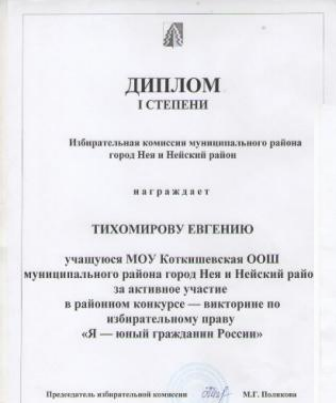 ДИПЛОМ
I СТЕПЕНИ
Избирательная комиссия муниципального района
город Нея и Нейский район
награждает
ТИХОМИРОВУ ЕВГЕНИЮ
учащуюся МОУ Коткишевская ООШ
муниципального района город Нея и Нейский райо
за активное участие
в районном конкурсе — викторине по
избирательному праву
«Я — юный гражданин России»
Председатель избирательной комиссии М.Г. Полякова